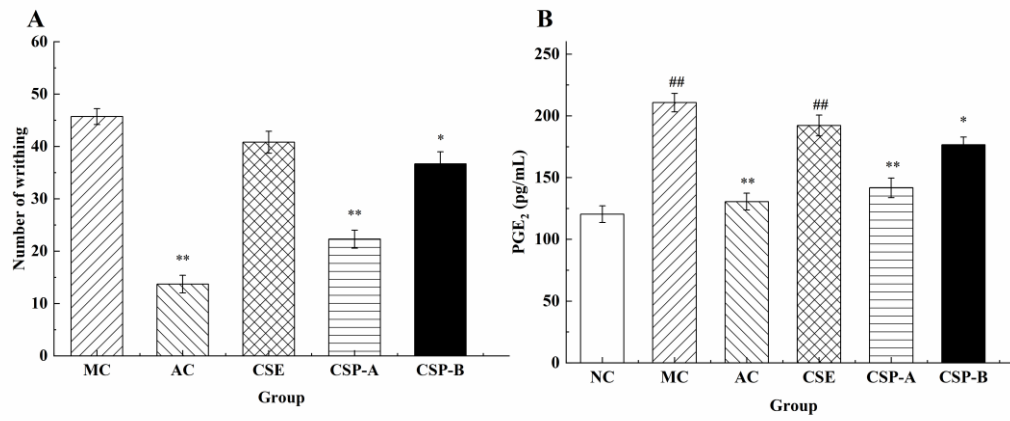 A
Number of writhing
60
50
40
30
20
10
0
**
**
*
MC AC CSE CSP-A CSP-B
Group
B
PGE2 (pg/mL)
250
200
150
100
50
0
##
**
##
**
*
NC MC AC CSE CSP-A CSP-B
Group